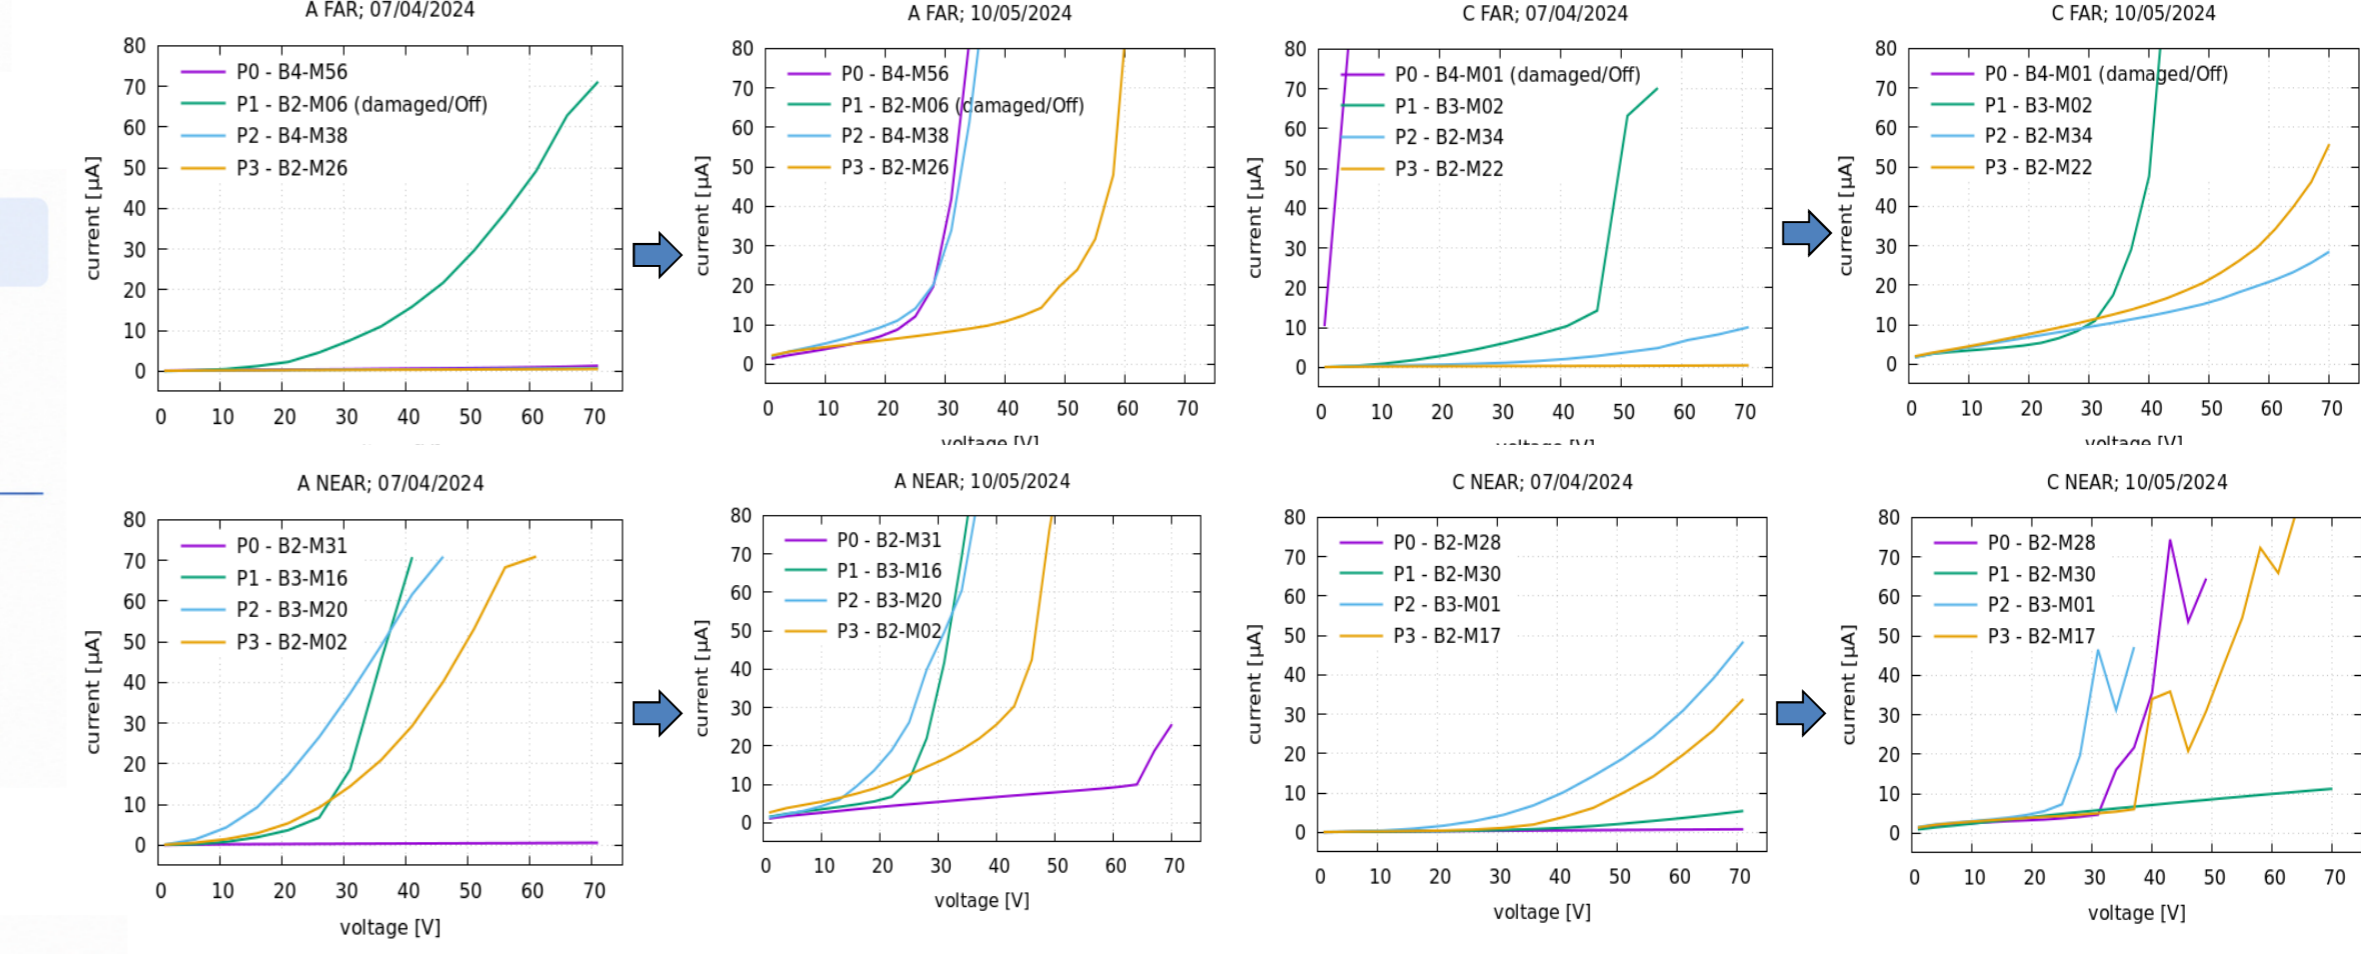 A FAR; 07/04/2024
80
70
60
50
40
30
20
10
0
current [μA]
P0 - B4-M56
P1 - B2-M06 (damaged/Off)
P2 - B4-M38
P3 - B2-M26
0 10 20 30 40 50 60 70
A FAR; 10/05/2024
80
70
60
50
40
30
20
10
0
current [μA]
P0 - B4-M56
P1 - B2-M06 (damaged/Off)
P2 - B4-M38
P3 - B2-M26
0 10 20 30 40 50 60 70
voltage [V]
C FAR; 07/04/2024
80
70
60
50
40
30
20
10
0
current [μA]
P0 - B4-M01 (damaged/Off)
P1 - B3-M02
P2 - B2-M34
P3 - B2-M22
0 10 20 30 40 50 60 70
voltage [V]
C FAR; 10/05/2024
80
70
60
50
40
30
20
10
0
current [μA]
P0 - B4-M01 (damaged/Off)
P1 - B3-M02
P2 - B2-M34
P3 - B2-M22
0 10 20 30 40 50 60 70
voltage [V]
A NEAR; 07/04/2024
80
70
60
50
40
30
20
10
0
current [μA]
P0 - B2-M31
P1 - B3-M16
P2 - B3-M20
P3 - B2-M02
0 10 20 30 40 50 60 70
voltage [V]
A NEAR; 10/05/2024
80
70
60
50
40
30
20
10
0
current [μA]
P0 - B2-M31
P1 - B3-M16
P2 - B3-M20
P3 - B2-M02
0 10 20 30 40 50 60 70
voltage [V]
C NEAR; 07/04/2024
80
70
60
50
40
30
20
10
0
current [μA]
P0 - B2-M28
P1 - B2-M30
P2 - B3-M01
P3 - B2-M17
0 10 20 30 40 50 60 70
voltage [V]
C NEAR; 10/05/2024
80
70
60
50
40
30
20
10
0
current [μA]
P0 - B2-M28
P1 - B2-M30
P2 - B3-M01
P3 - B2-M17
0 10 20 30 40 50 60 70
voltage [V]